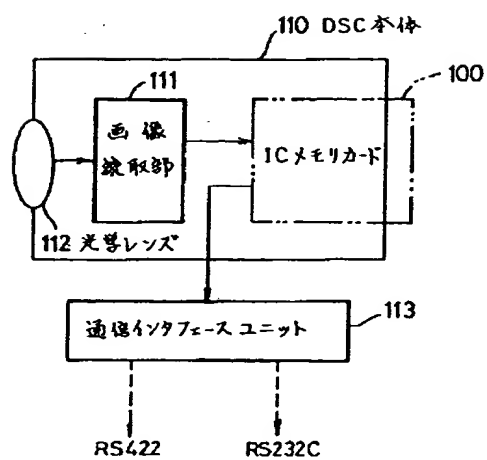 110 DSC本体
111
100
画像
読取部
ICメモリカード
112 光学レンズ
通信インタフェースユニット
113
RS422
RS232C